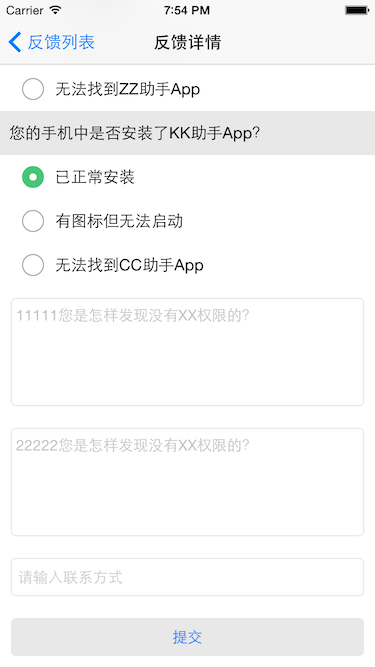 Carrier 7:54 PM
反馈列表 反馈详情
无法找到ZZ助手App
您的手机中是否安装了KK助手App?
已正常安装
有图标但无法启动
无法找到CC助手App
11111您是怎样发现没有XX权限的?
22222您是怎样发现没有XX权限的?
请输入联系方式
提交